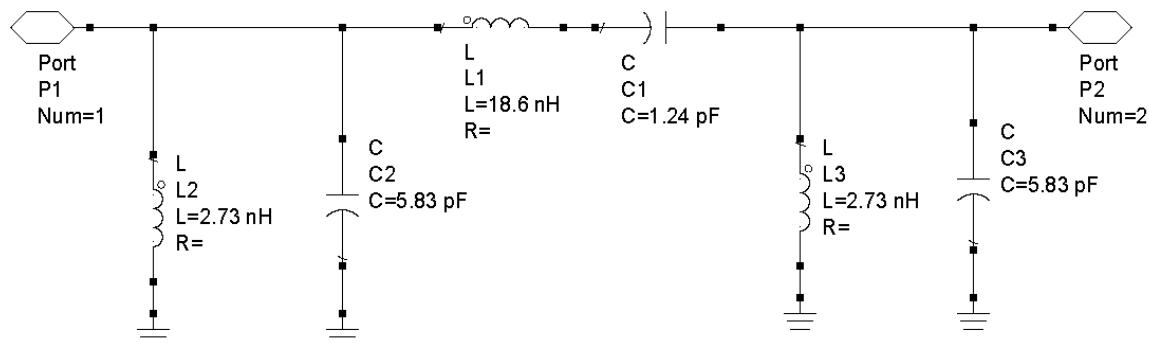 Port
P1
Num=1
L
L2
L=2.73 nH
R=
C
C2
C=5.83 pF
L
L1
L=18.6 nH
R=
C
C1
C=1.24 pF
L
L3
L=2.73 nH
R=
C
C3
C=5.83 pF
Port
P2
Num=2